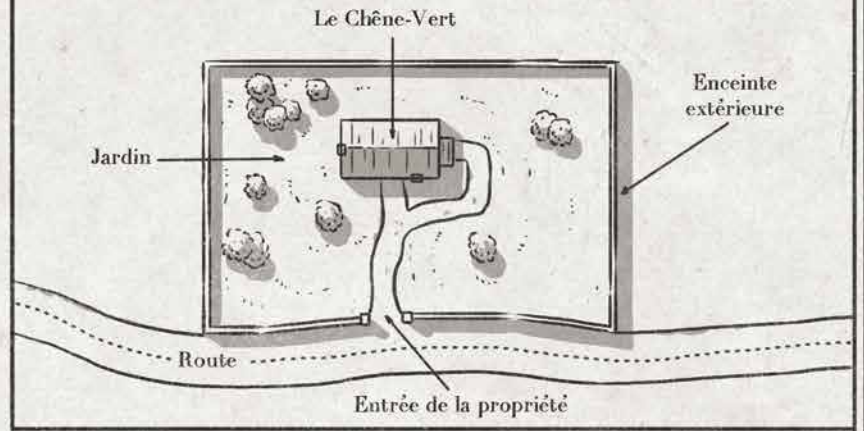 Le Chêne-Vert
Enceinte
extérieure
Jardin
Route
Entrée de la propriété